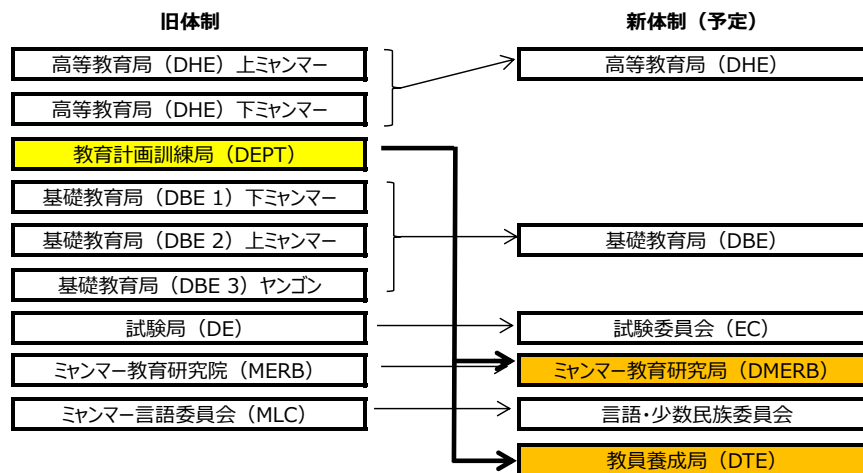 旧体制
新体制（予定）
高等教育局（DHE）上ミャンマー
高等教育局（DHE）
高等教育局（DHE）下ミャンマー
教育計画訓練局（DEPT）
基礎教育局（DBE 1）下ミャンマー
基礎教育局（DBE 2）上ミャンマー
基礎教育局（DBE）
基礎教育局（DBE 3）ヤンゴン
試験局（DE）
試験委員会（EC）
ミャンマー教育研究院（MERB）
ミャンマー教育研究局（DMERB）
ミャンマー言語委員会（MLC）
言語・少数民族委員会
教員養成局（DTE）